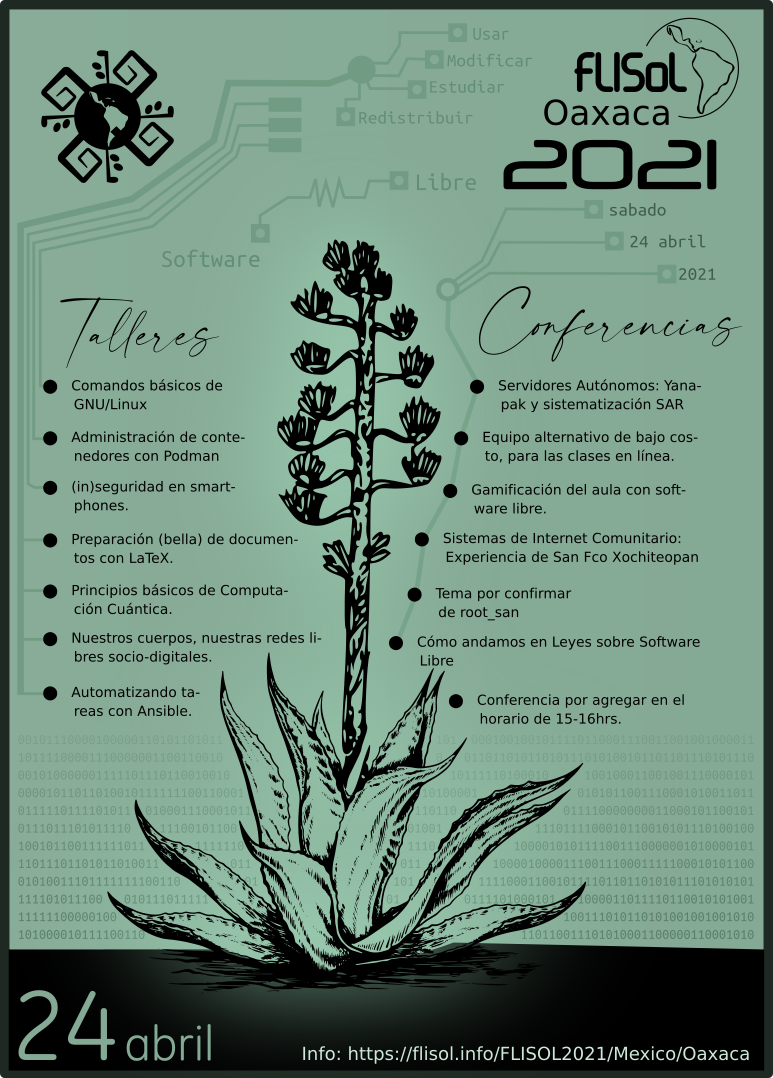 Usar
Modificar
Estudiar
Redistribuir
Libre
Software
fLISoL
Oaxaca
2021
sabado
24 abril
2021
Talleres
Comandos básicos de
GNU/Linux
Administración de conte-
nedores con Podman
(in)seguridad en smart-
phones.
Preparación (bella) de documen-
tos con LaTeX.
Principios básicos de Computa-
ción Cuántica.
Nuestros cuerpos, nuestras redes li-
bres socio-digitales.
Automatizando ta-
reas con Ansible.
Conferencias
Servidores Autónomos: Yana-
pak y sistematización SAR
Equipo alternativo de bajo cos-
to, para las clases en línea.
Gamificación del aula con soft-
ware libre.
Sistemas de Internet Comunitario:
Experiencia de San Fco Xochiteopan
Tema por confirmar
de root_san
Cómo andamos en Leyes sobre Software
Libre
Conferencia por agregar en el
horario de 15-16hrs.
24 abril
Info: https://flisol.info/FLISOL2021/Mexico/Oaxaca